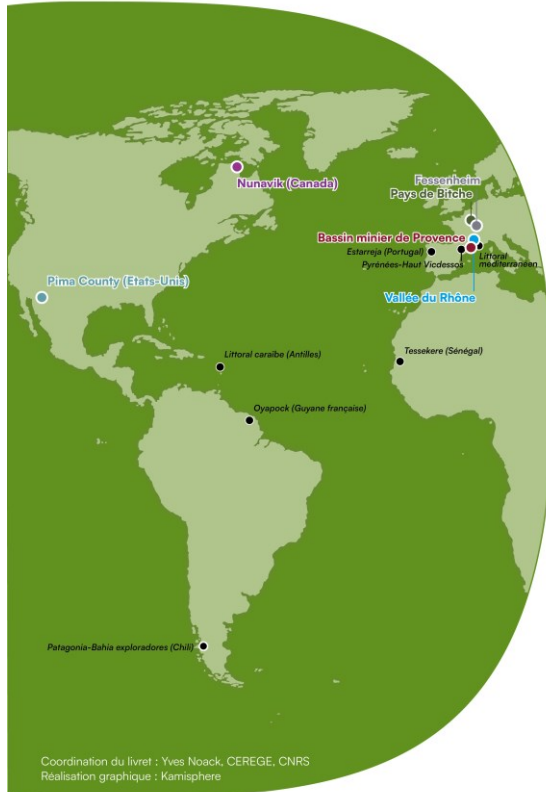 Fessenheim
Pays de Bitche
Nunavik (Canada)
Bassin minier de Provence
Estarreja (Portugal)
Littoral
méditerranéen
Pyrénées-Haut Vicdessos
Pima County (Etats-Unis)
Vallée du Rhône
Littoral caraïbe (Antilles)
Tessekere (Sénégal)
Oyapock (Guyane française)
Patagonia-Bahia exploradores (Chili)
Coordination du livret : Yves Noack, CEREGE, CNRS
Réalisation graphique : Kamisphere